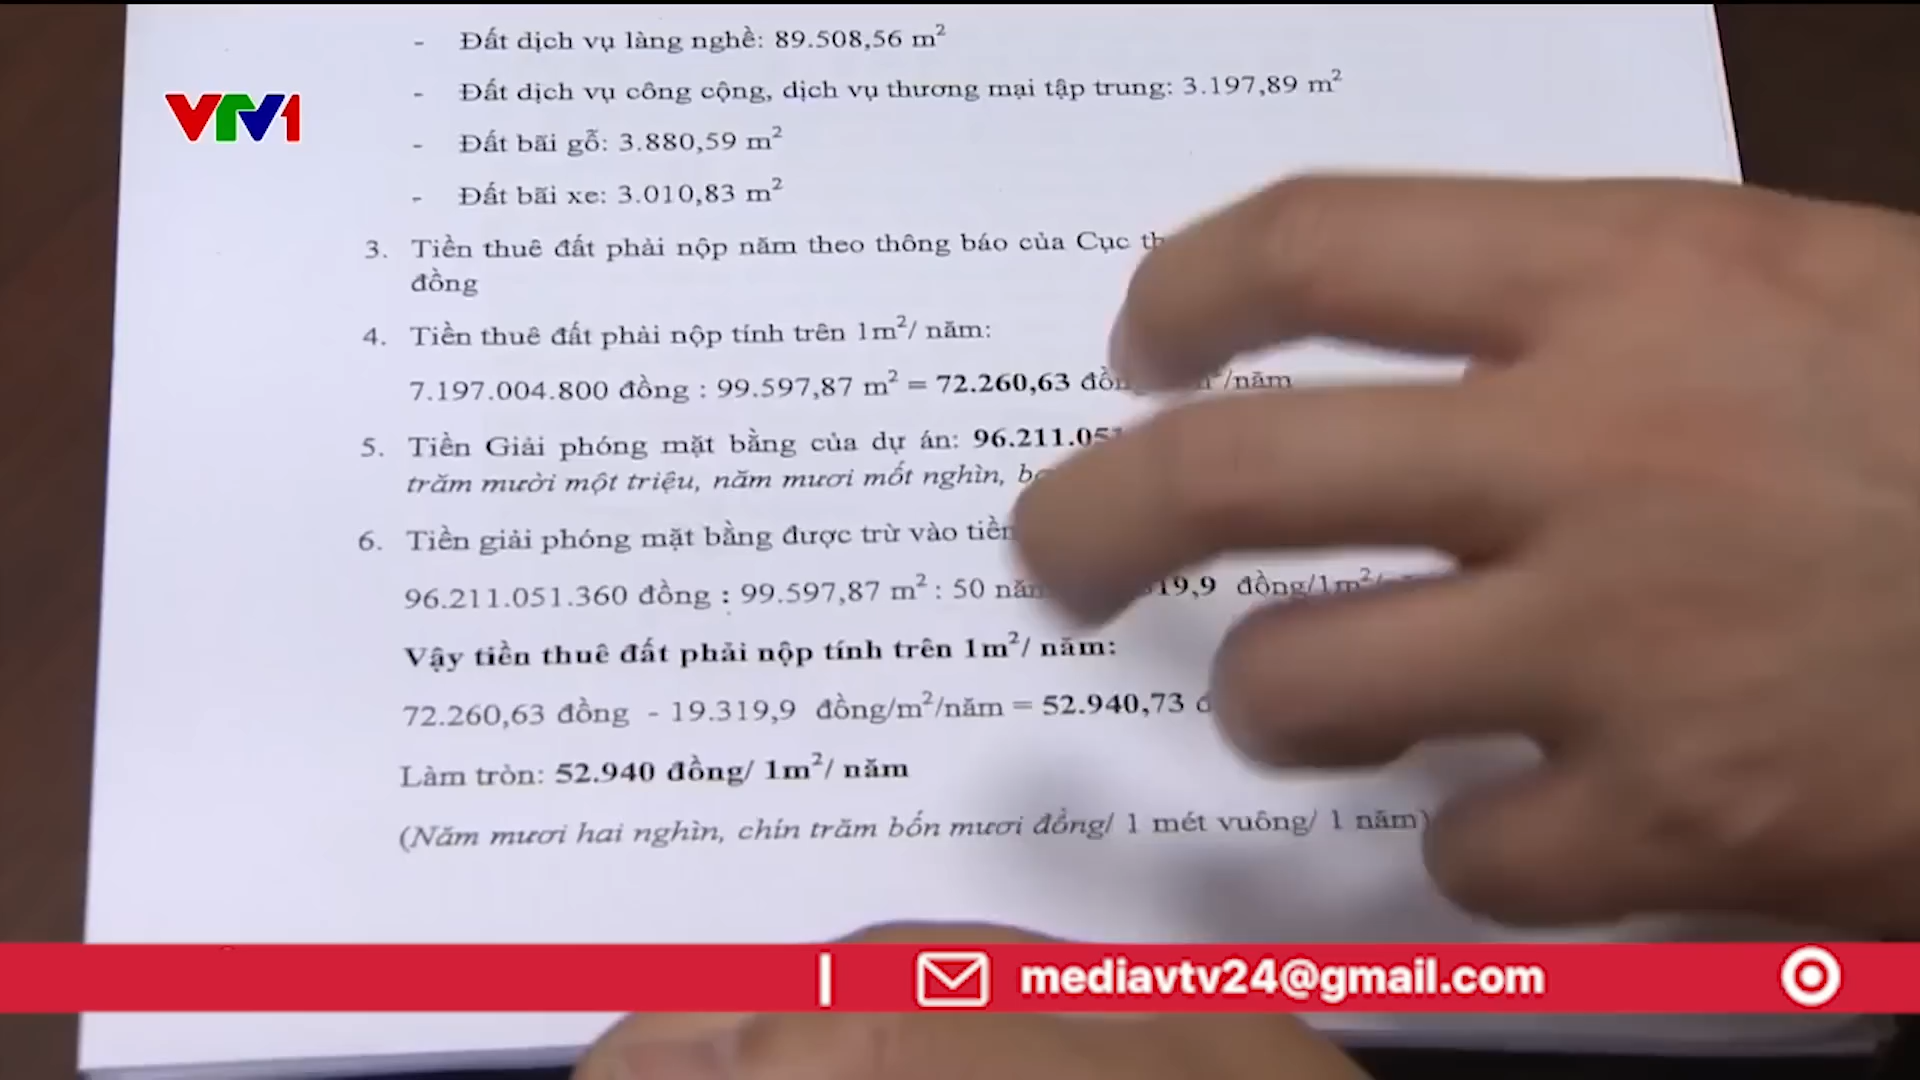 - Đất dịch vụ làng nghề: 89.508,56 m²
- Đất dịch vụ công cộng, dịch vụ thương mại tập trung: 3.197,89 m²
VTV1
- Đất bãi gỗ: 3.880,59 m²
- Đất bãi xe: 3.010,83 m²
3. Tiền thuê đất phải nộp năm theo thông báo của Cục
đồng
4. Tiền thuê đất phải nộp tính trên 1m²/ năm:
7.197.004.800 đồng : 99.597,87 m² = 72.260,63 /năm
5. Tiền Giải phóng mặt bằng của dự án:
trăm mười một triệu, năm mươi mốt nghìn,
6. Tiền giải phóng mặt bằng được trừ vào tiền
96.211.051.360 đồng : 99.597,87 m² : 50 19,9 đồng/1m²/
Vậy tiền thuê đất phải nộp tính trên 1m²/ năm:
72.260,63 đồng - 19.319,9 đồng/m²/năm = 52.940,73
Làm tròn: 52.940 đồng/ 1m²/ năm
(Năm mươi hai nghìn, chín trăm bốn mươi đồng/ 1 mét vuông/ 1 năm)
mediavtv24@gmail.com